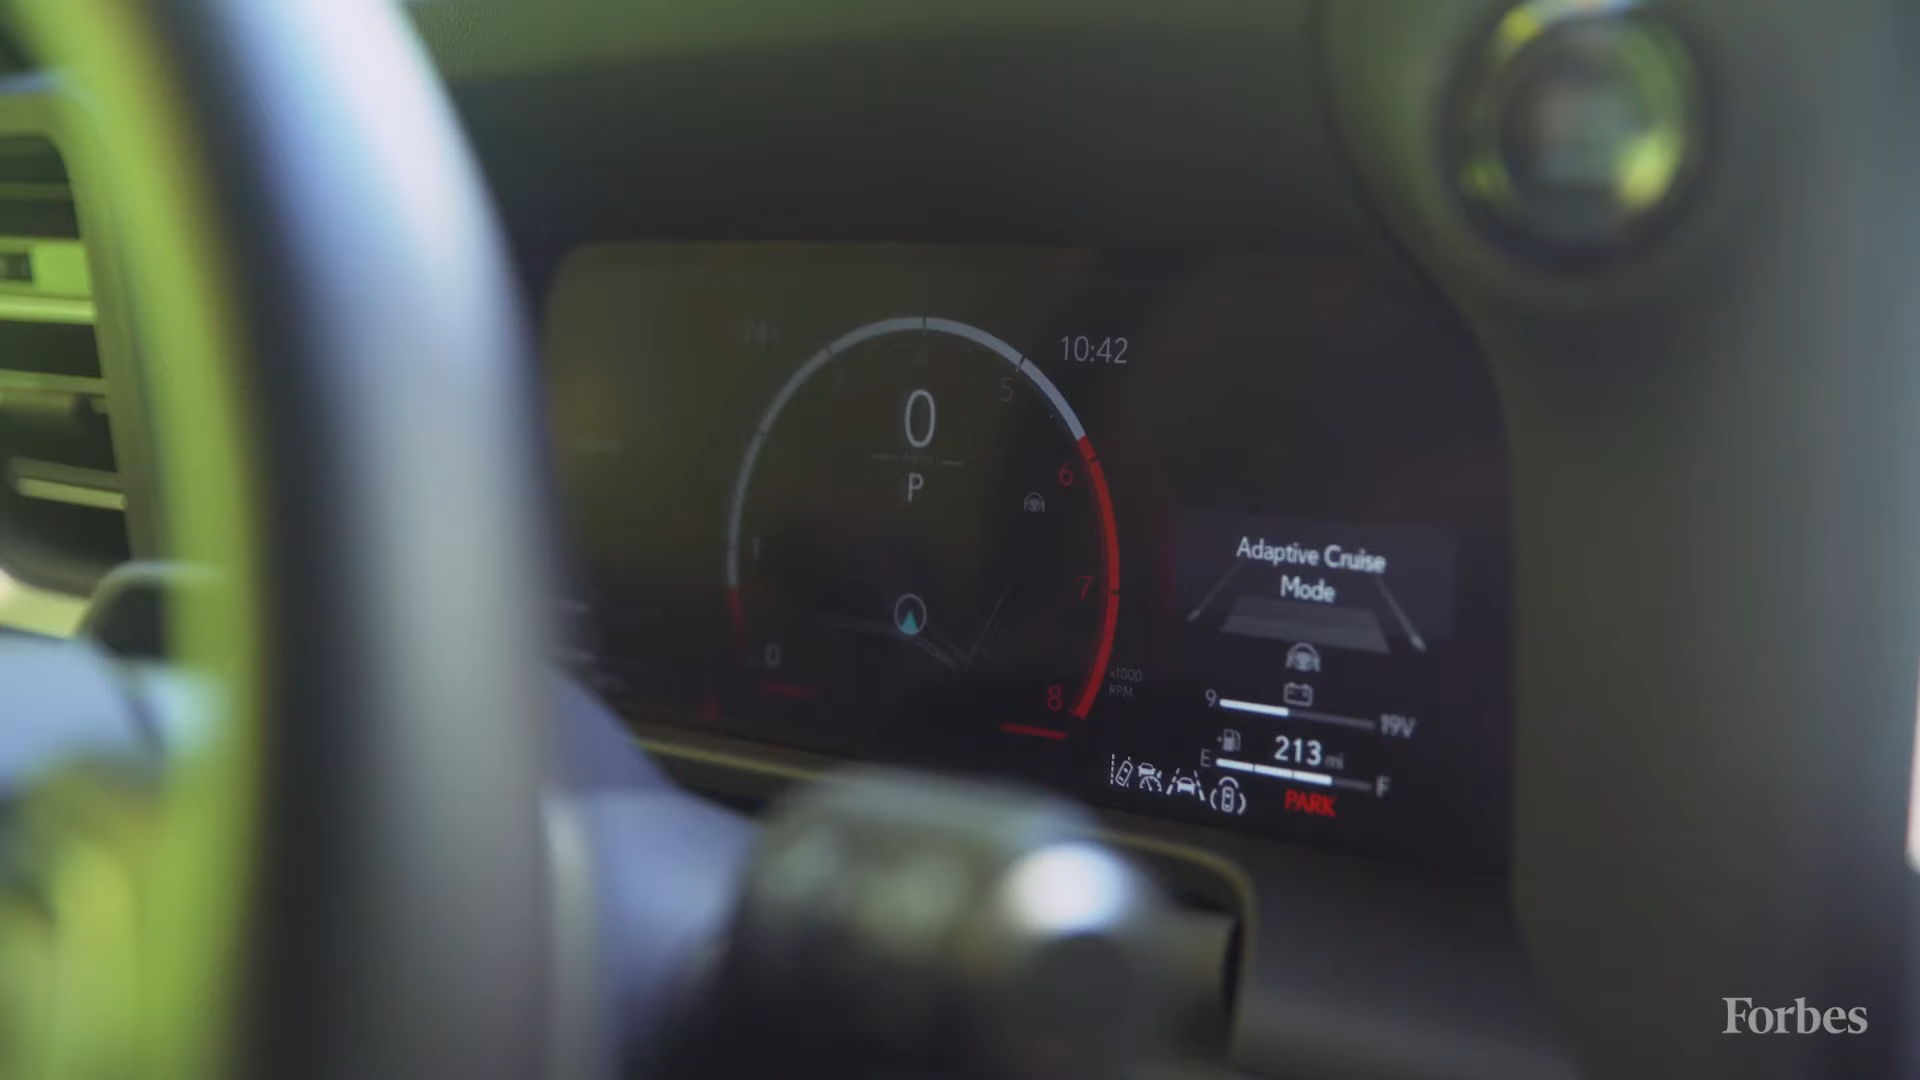 10:42
5
0
6
P
Adaptive Cruise
Mode
1
7
0
x1000
RPM
8
9
19V
213 mi
E
F
PARK
Forbes